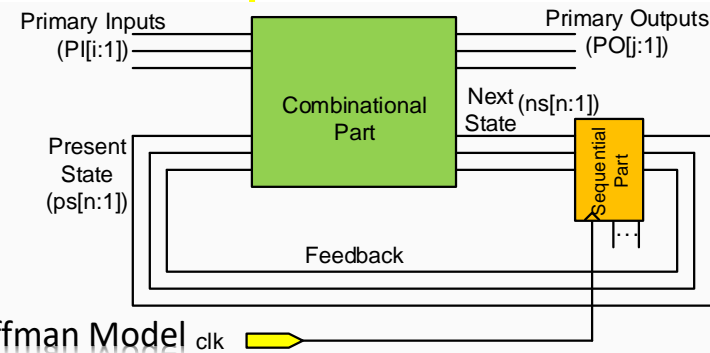 Primary Inputs
(PI[i:1])
Primary Outputs
(PO[j:1])
Combinational
Part
Next
State
(ns[n:1])
Sequential
Part
Present
State
(ps[n:1])
...
Feedback
Model
clk